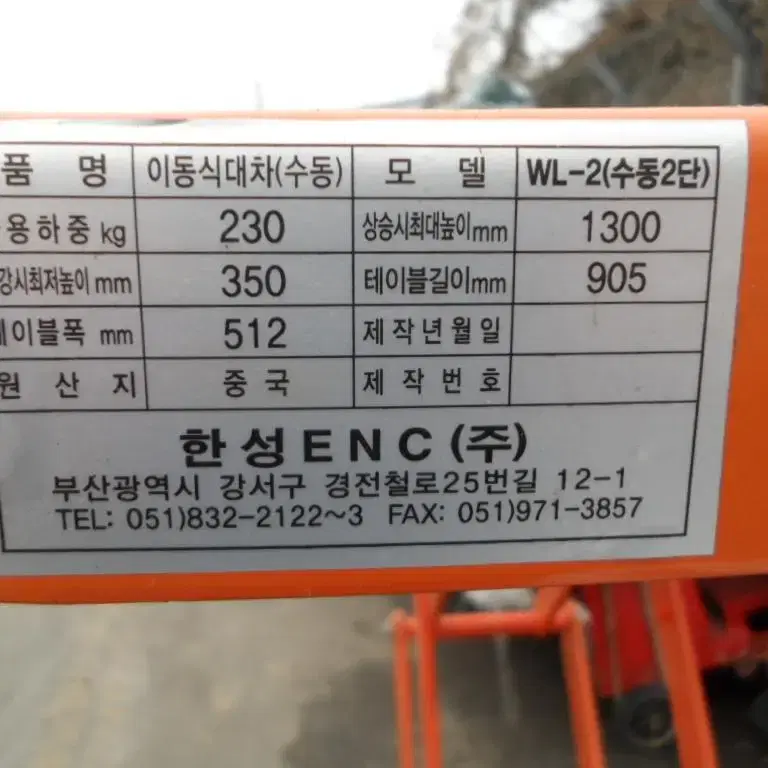 품 명 이동식대차(수동) 모 델 WL-2(수동2단)
용하중 kg 230 상승시최대높이mm 1300
강시최저높이mm 350 테이블길이mm 905
이블폭 mm 512 제작년월일
원 산 지 중 국 제 작 번 호
한성ENC(주)
부산광역시 강서구 경전철로25번길 12-1
TEL: 051)832-2122~3 FAX: 051)971-3857